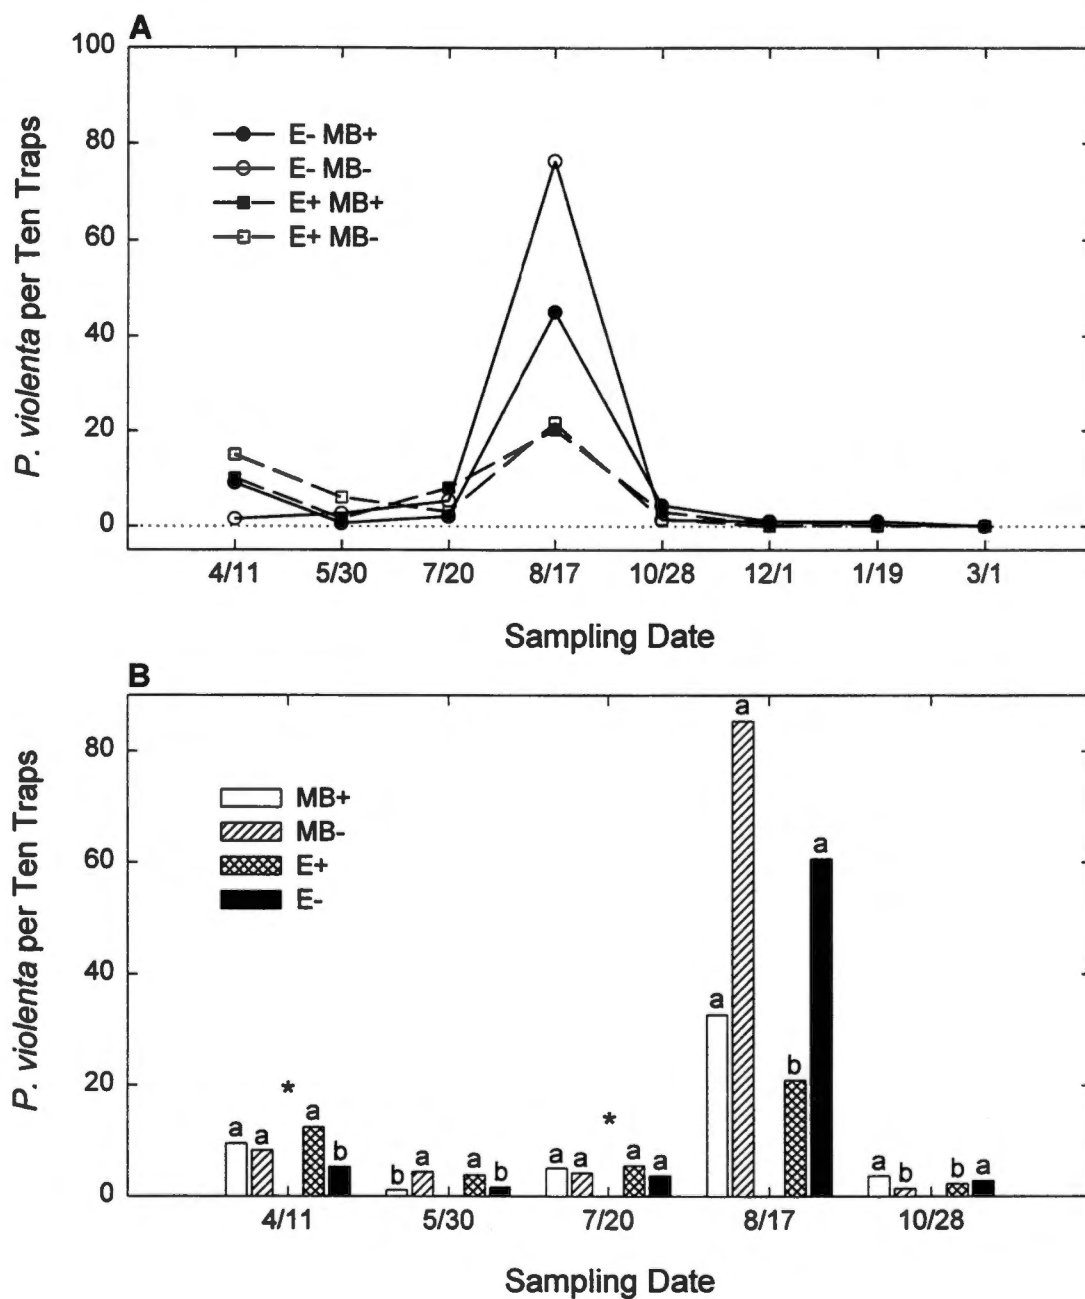 A
P. violenta per Ten Traps
100
80
60
40
20
0
E- MB+
E- MB-
E+ MB+
E+ MB-
4/11 5/30 7/20 8/17 10/28 12/1 1/19 3/1
Sampling Date
B
P. violenta per Ten Traps
80
60
40
20
0
MB+
MB-
E+
E-
a a * a b
b a a b
a a * a a
a a b a
a b b a
4/11 5/30 7/20 8/17 10/28
Sampling Date